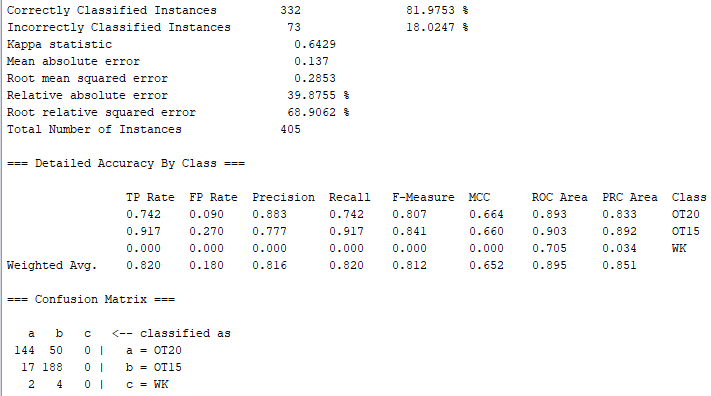 Correctly Classified Instances         332               81.9753 %
Incorrectly Classified Instances        73               18.0247 %
Kappa statistic                          0.6429
Mean absolute error                      0.137
Root mean squared error                  0.2853
Relative absolute error                 39.8755 %
Root relative squared error             68.9062 %
Total Number of Instances              405
=== Detailed Accuracy By Class ===
TP Rate  FP Rate  Precision  Recall   F-Measure  MCC      ROC Area  PRC Area  Class
0.742    0.090    0.883      0.742    0.807      0.664    0.893     0.833     OT20
0.917    0.270    0.777      0.917    0.841      0.660    0.903     0.892     OT15
0.000    0.000    0.000      0.000    0.000      0.000    0.705     0.034     WK
Weighted Avg.    0.820    0.180    0.816      0.820    0.812      0.652    0.895     0.851
=== Confusion Matrix ===
a   b   c   <-- classified as
144  50   0 |   a = OT20
17 188   0 |   b = OT15
2   4   0 |   c = WK